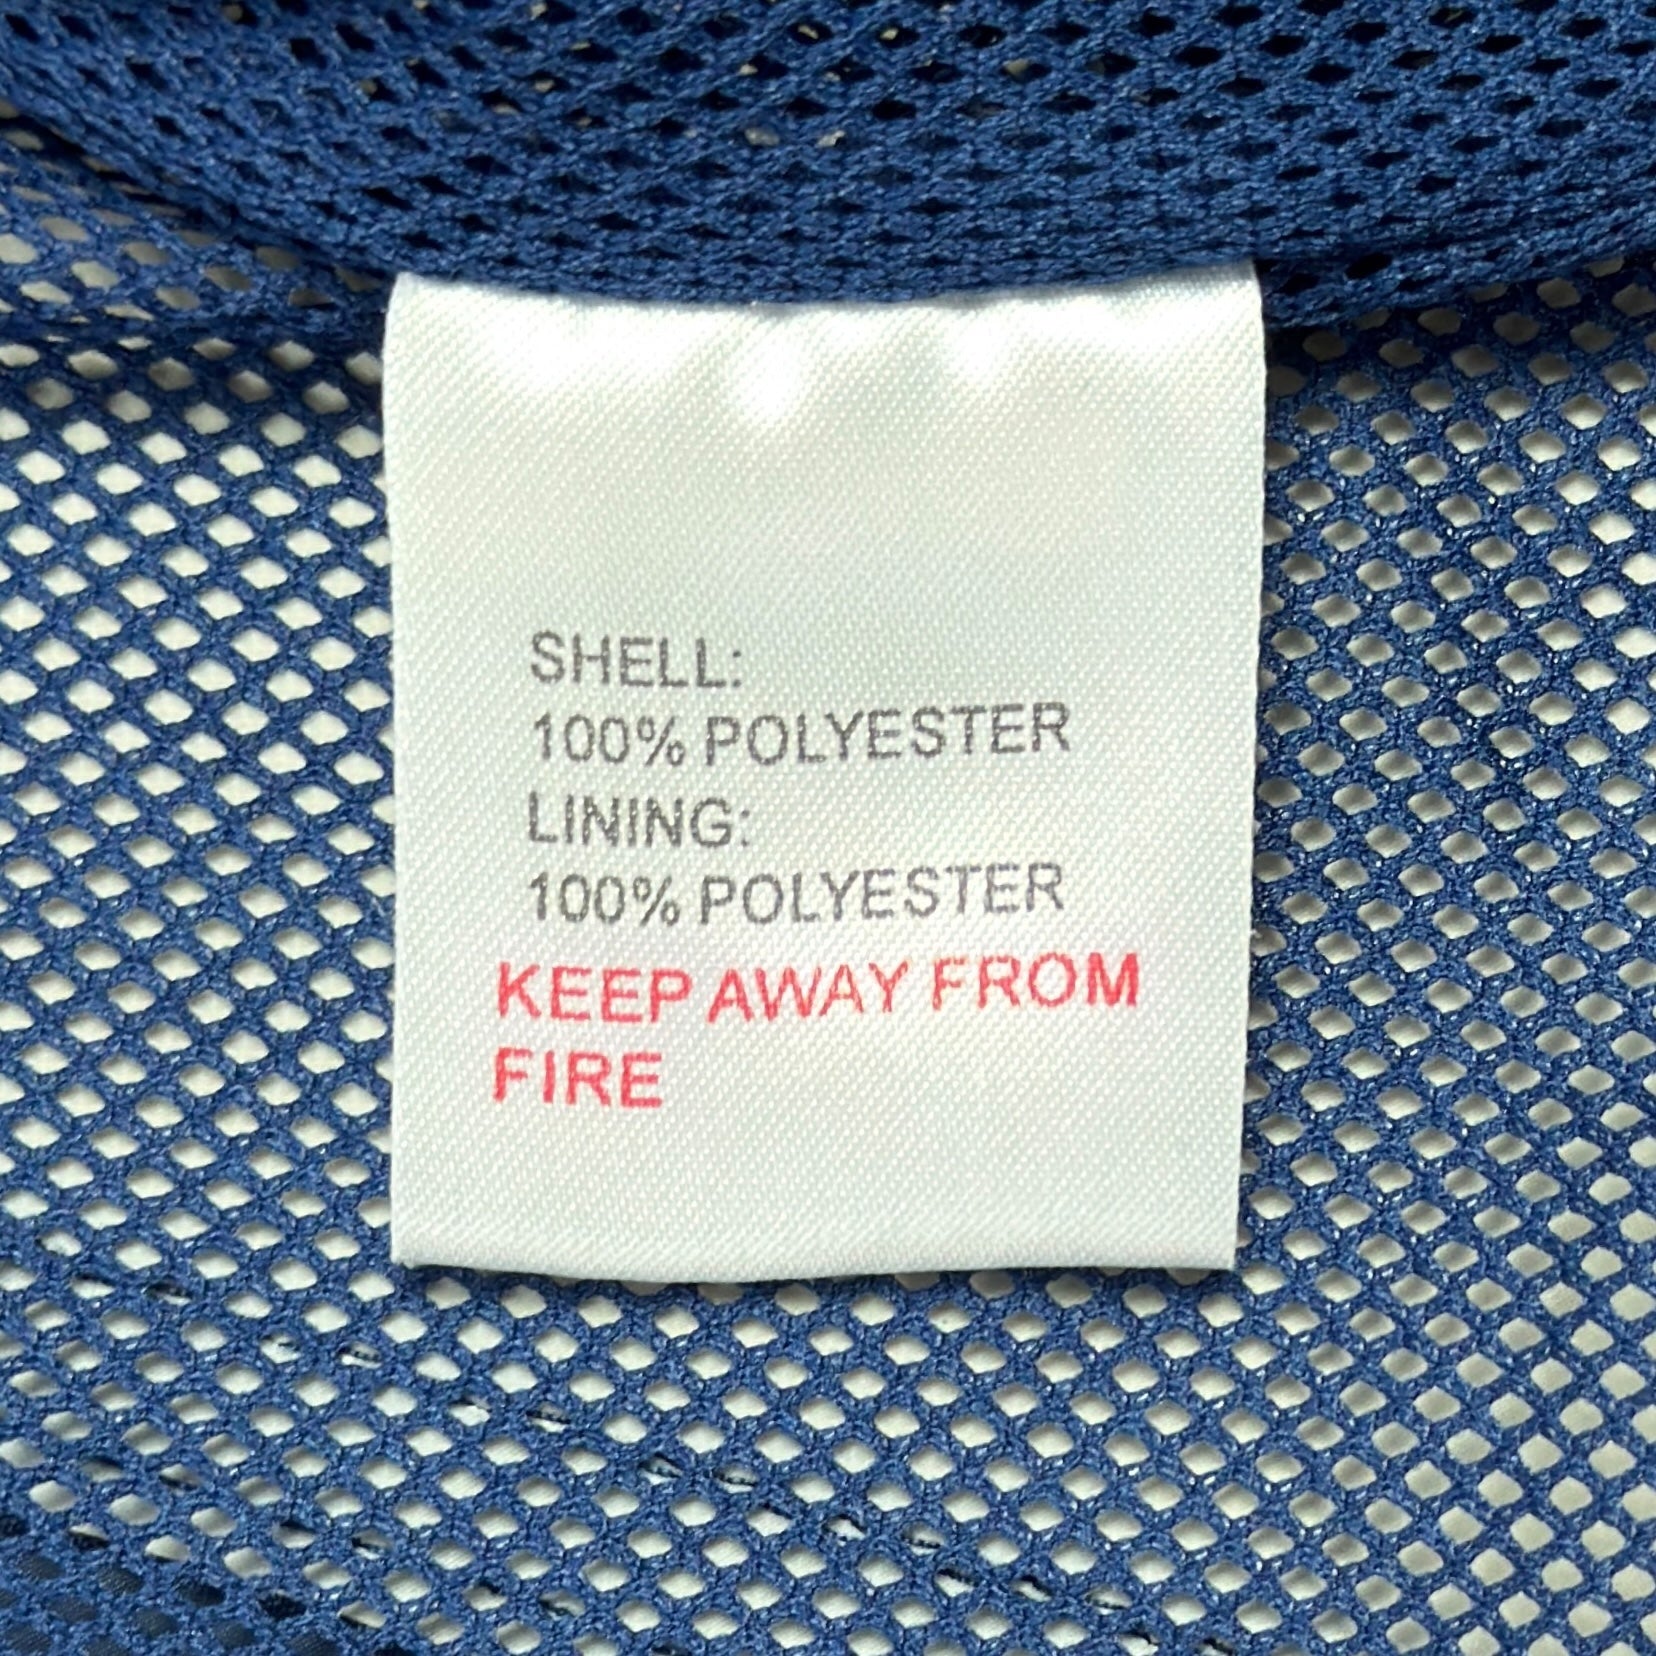 SHELL:
100% POLYESTER
LINING:
100% POLYESTER
KEEP AWAY FROM
FIRE